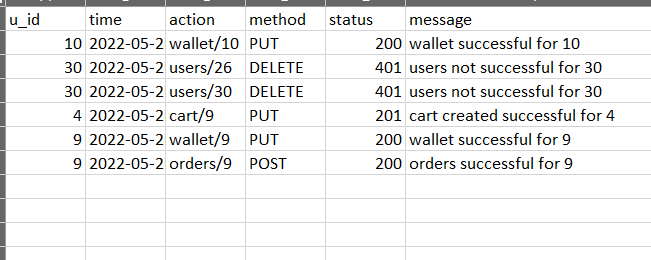 u_id time action method status message
10 2022-05-2 wallet/10 PUT 200 wallet successful for 10
30 2022-05-2 users/26 DELETE 401 users not successful for 30
30 2022-05-2 users/30 DELETE 401 users not successful for 30
4 2022-05-2 cart/9 PUT 201 cart created successful for 4
9 2022-05-2 wallet/9 PUT 200 wallet successful for 9
9 2022-05-2 orders/9 POST 200 orders successful for 9